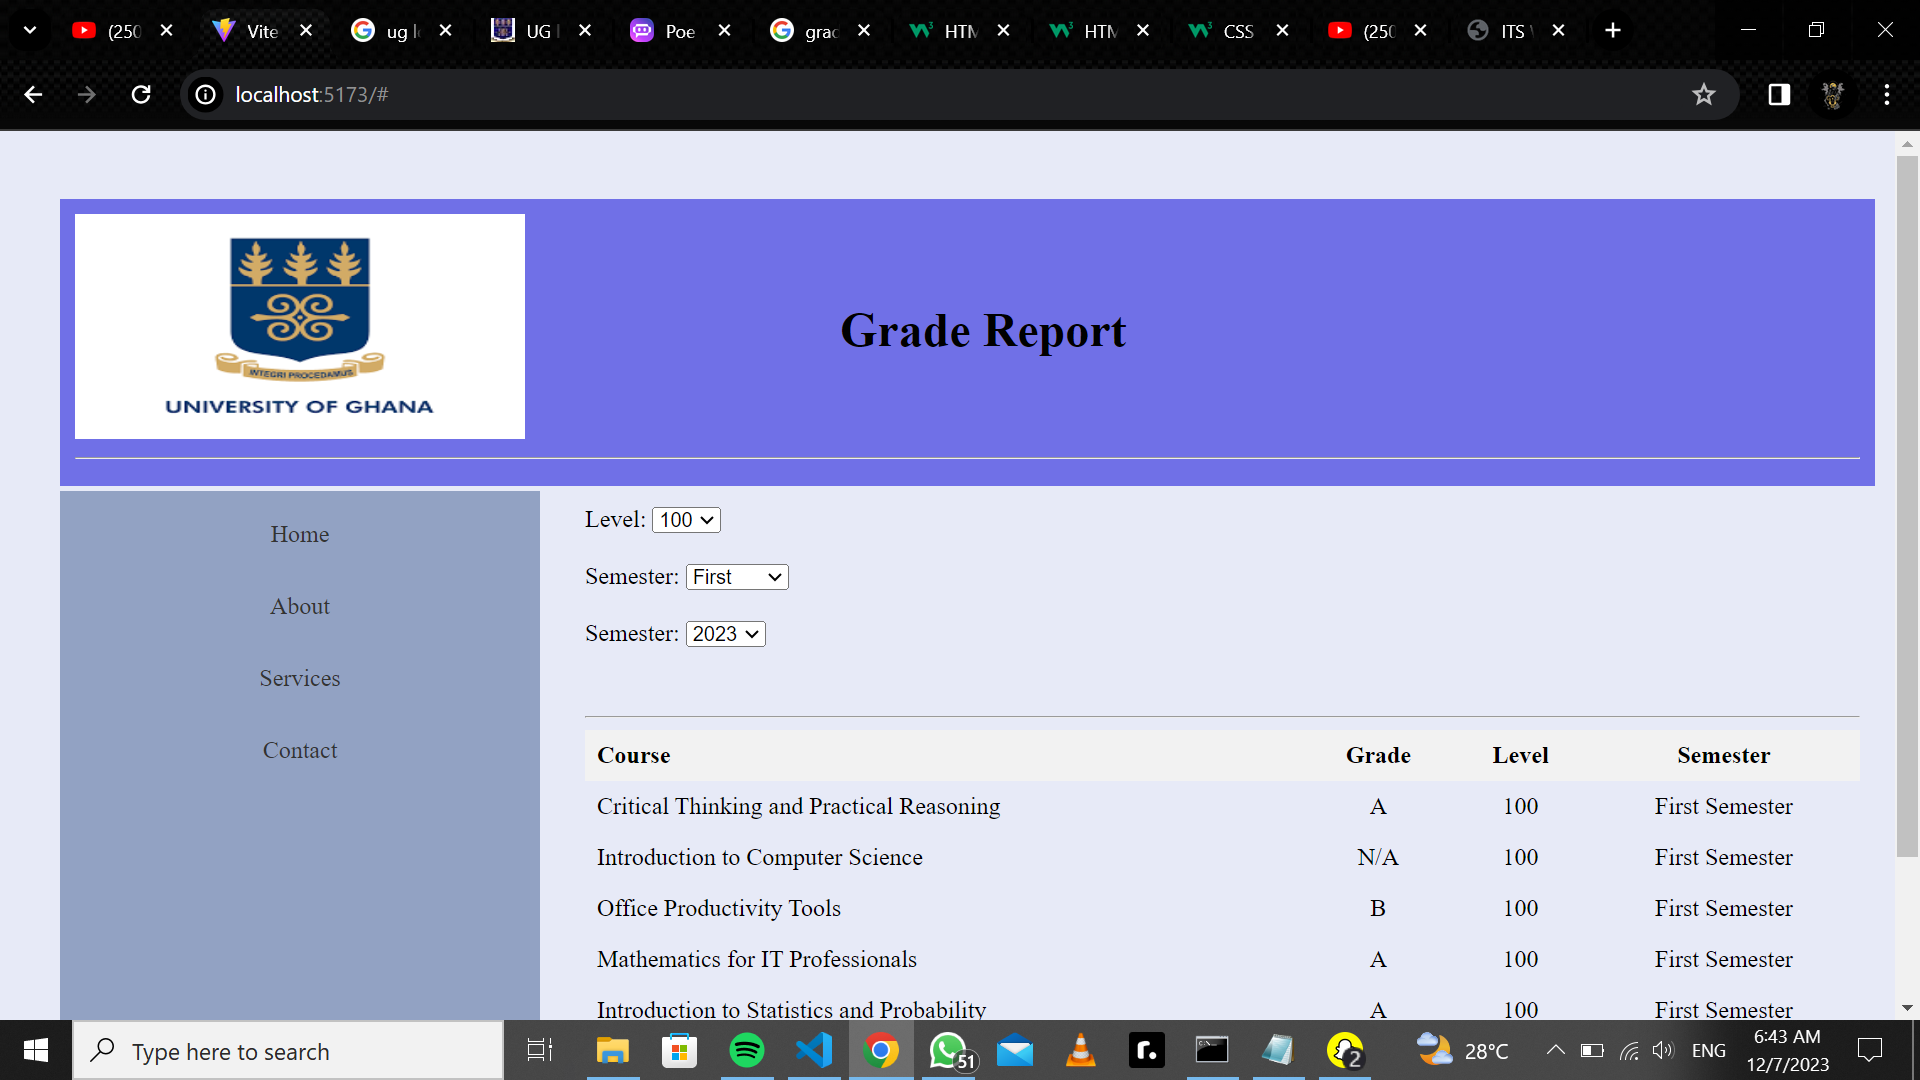 (250
Vite
ug l
UG
Poe
grac
HTM
HTM
CSS
(250
ITS
localhost:5173/#
INTEGRI PROCEDAMUS
UNIVERSITY OF GHANA
Grade Report
Home
About
Services
Contact
Level: 100
Semester: First
Semester: 2023
Course Grade Level Semester
Critical Thinking and Practical Reasoning A 100 First Semester
Introduction to Computer Science N/A 100 First Semester
Office Productivity Tools B 100 First Semester
Mathematics for IT Professionals A 100 First Semester
Introduction to Statistics and Probability A 100 First Semester
Type here to search
51
r.
2
28°C
ENG
6:43 AM
12/7/2023